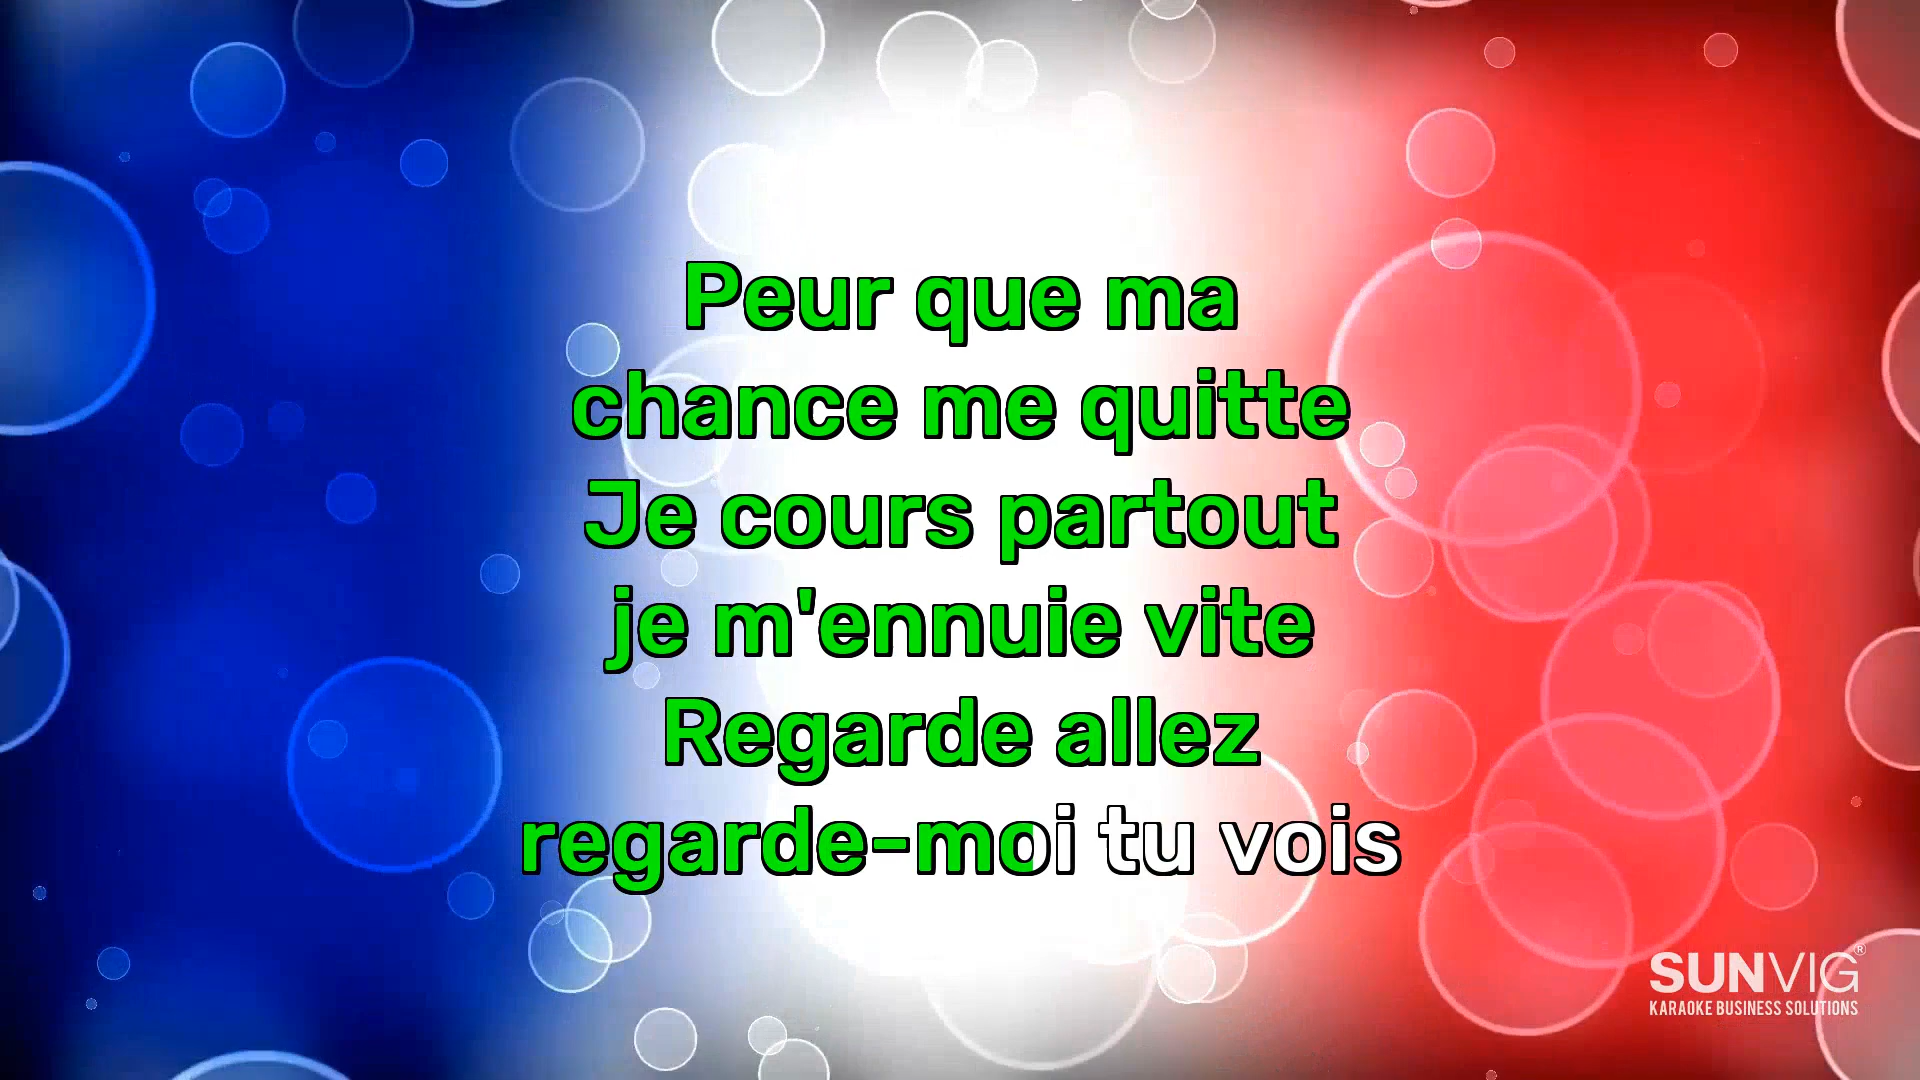 Peur que ma
chance me quitte
Je cours partout
je m'ennuie vite
Regarde allez
regarde-moi tu vois
SUNVIG®
KARAOKE BUSINESS SOLUTIONS